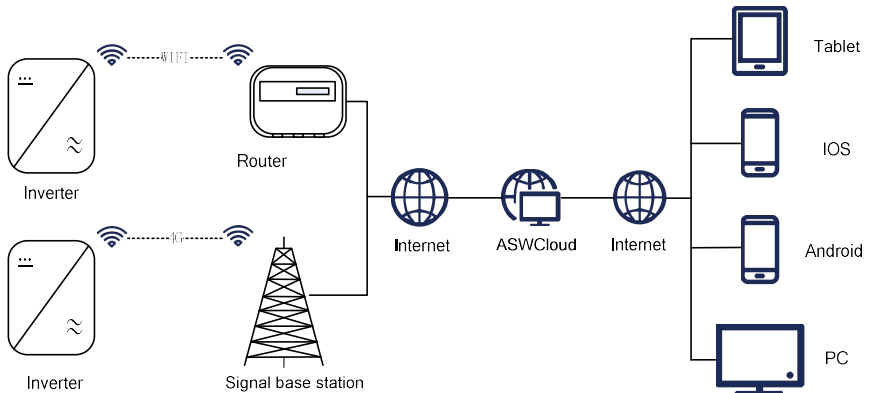 WIFI
Router
Inverter
4G
Inverter
Signal base station
Internet
ASWCloud
Internet
Tablet
IOS
Android
PC